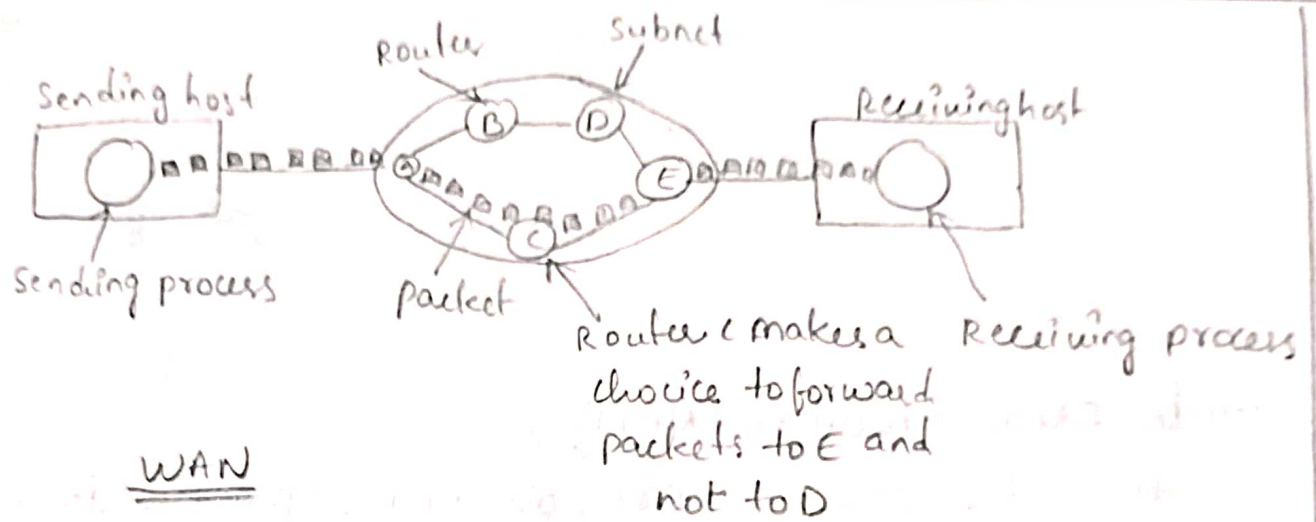 Router
Subnet
Sending host
Receiving host
B
D
A
E
C
Sending process
packet
Router C makes a
choice to forward
packets to E and
not to D
Receiving process
WAN